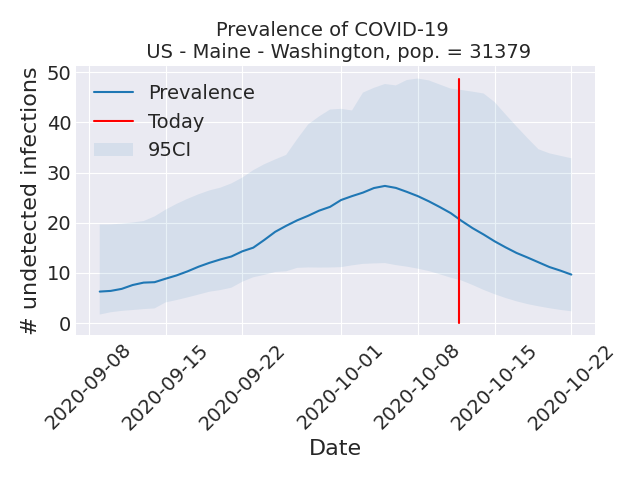 Prevalence of COVID-19
US - Maine - Washington, pop. = 31379
# undetected infections
50
40
30
20
10
0
Prevalence
Today
95CI
2020-09-08
2020-09-15
2020-09-22
2020-10-01
2020-10-08
2020-10-15
2020-10-22
Date